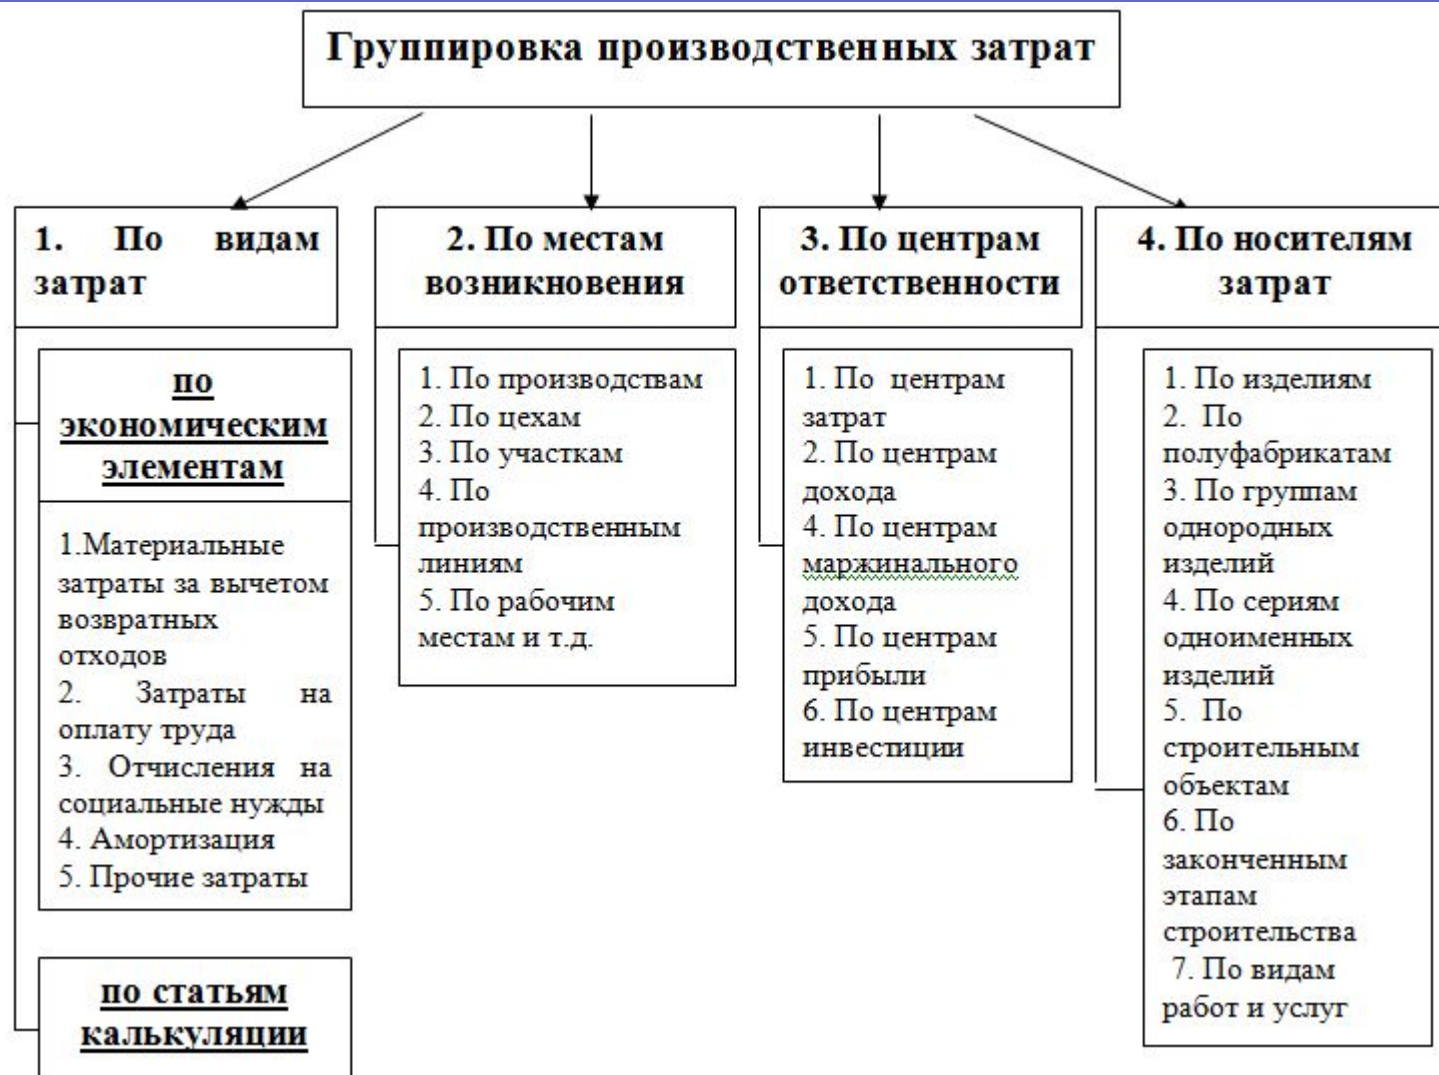 Группировка производственных затрат
1. По видам
затрат
по
экономическим
элементам
1.Материальные
затраты за вычетом
возвратных
отходов
2. Затраты на
оплату труда
3. Отчисления на
социальные нужды
4. Амортизация
5. Прочие затраты
по статьям
калькуляции
2. По местам
возникновения
1. По производствам
2. По цехам
3. По участкам
4. По
производственным
линиям
5. По рабочим
местам и т.д.
3. По центрам
ответственности
1. По центрам
затрат
2. По центрам
дохода
4. По центрам
маржинального
дохода
5. По центрам
прибыли
6. По центрам
инвестиции
4. По носителям
затрат
1. По изделиям
2. По
полуфабрикатам
3. По группам
однородных
изделий
4. По сериям
одноименных
изделий
5. По
строительным
объектам
6. По
законченным
этапам
строительства
7. По видам
работ и услуг